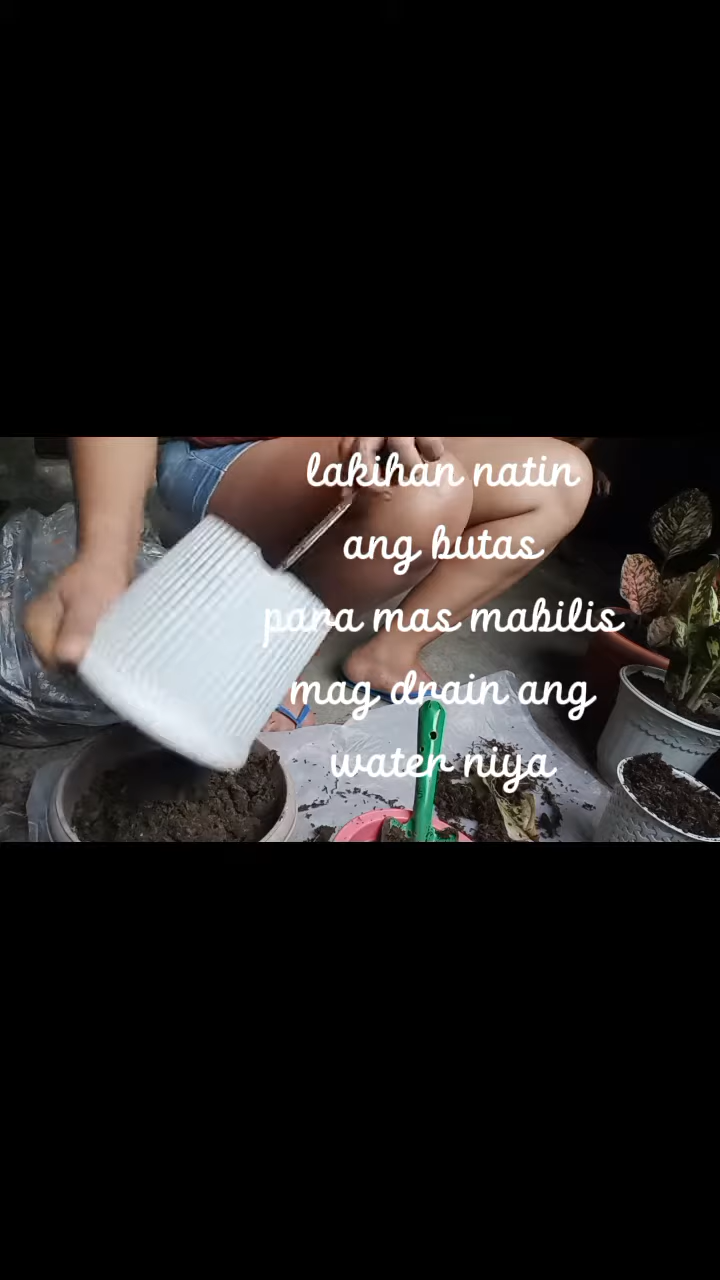 lakihan natin
ang butas
para mas mabilis
mag drain ang
water niya